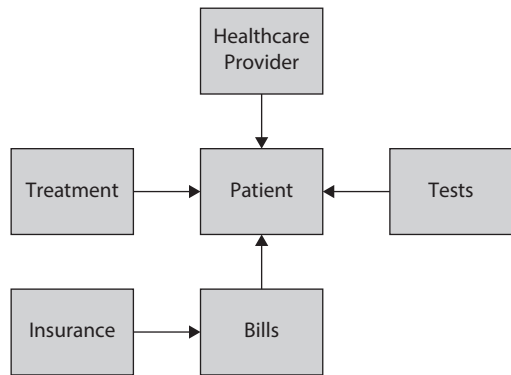 Healthcare
Provider
Treatment
Patient
Tests
Insurance
Bills